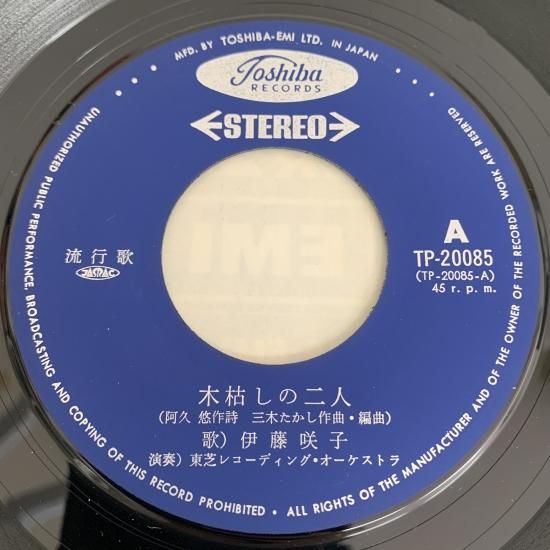 MFD. BY TOSHIBA-EMI LTD. IN JAPAN
Toshiba
RECORDS
STEREO
流行歌
JASRAC
A
TP-20085
(TP-20085-A)
45 r. p. m.
木枯しの二人
(阿久 悠作詩 三木たかし作曲・編曲)
歌) 伊藤咲子
演奏) 東芝レコーディング・オーケストラ
UNAUTHORIZED PUBLIC PERFORMANCE, BROADCASTING AND COPYING OF THIS RECORD PROHIBITED • ALL RIGHTS OF THE MANUFACTURER AND OF THE OWNER OF THE RECORDED WORK ARE RESERVED
EMI